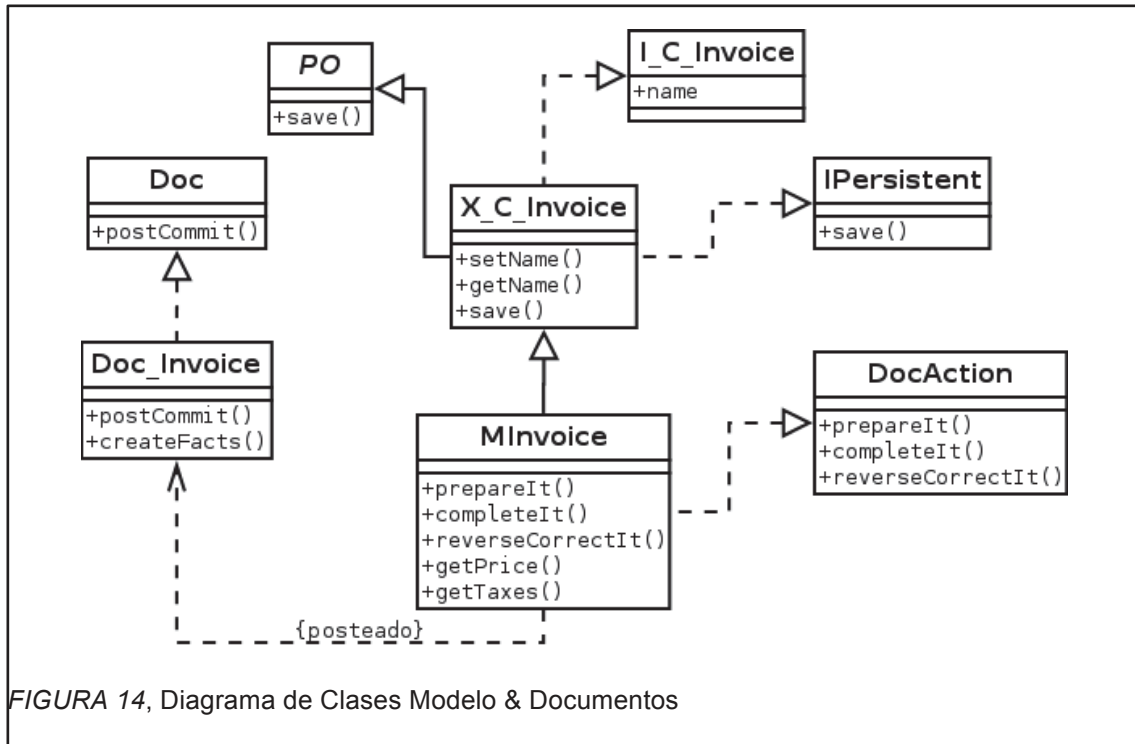 PO
+save()
I_C_Invoice
+name
Doc
+postCommit()
X_C_Invoice
+setName()
+getName()
+save()
IPersistent
+save()
Doc_Invoice
+postCommit()
+createFacts()
MInvoice
+prepareIt()
+completeIt()
+reverseCorrectIt()
+getPrice()
+getTaxes()
DocAction
+prepareIt()
+completeIt()
+reverseCorrectIt()
{posteado}
FIGURA 14, Diagrama de Clases Modelo & Documentos